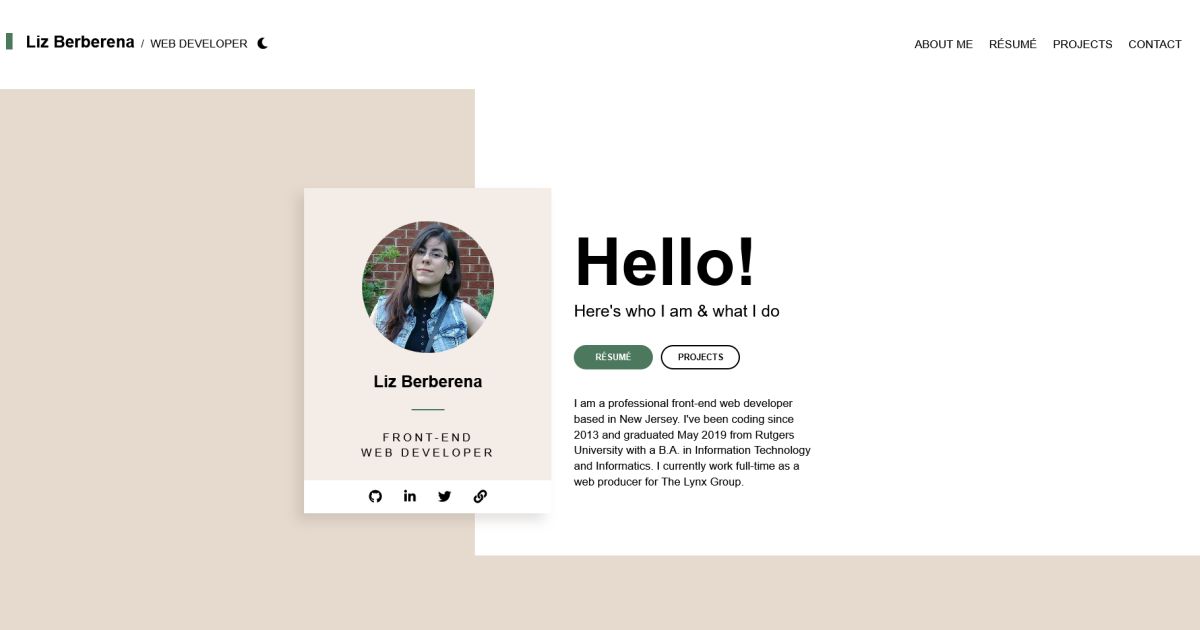 Liz Berberena / WEB DEVELOPER
ABOUT ME RÉSUMÉ PROJECTS CONTACT
Liz Berberena
FRONT-END
WEB DEVELOPER
Hello!
Here's who I am & what I do
RÉSUMÉ PROJECTS
I am a professional front-end web developer
based in New Jersey. I've been coding since
2013 and graduated May 2019 from Rutgers
University with a B.A. in Information Technology
and Informatics. I currently work full-time as a
web producer for The Lynx Group.